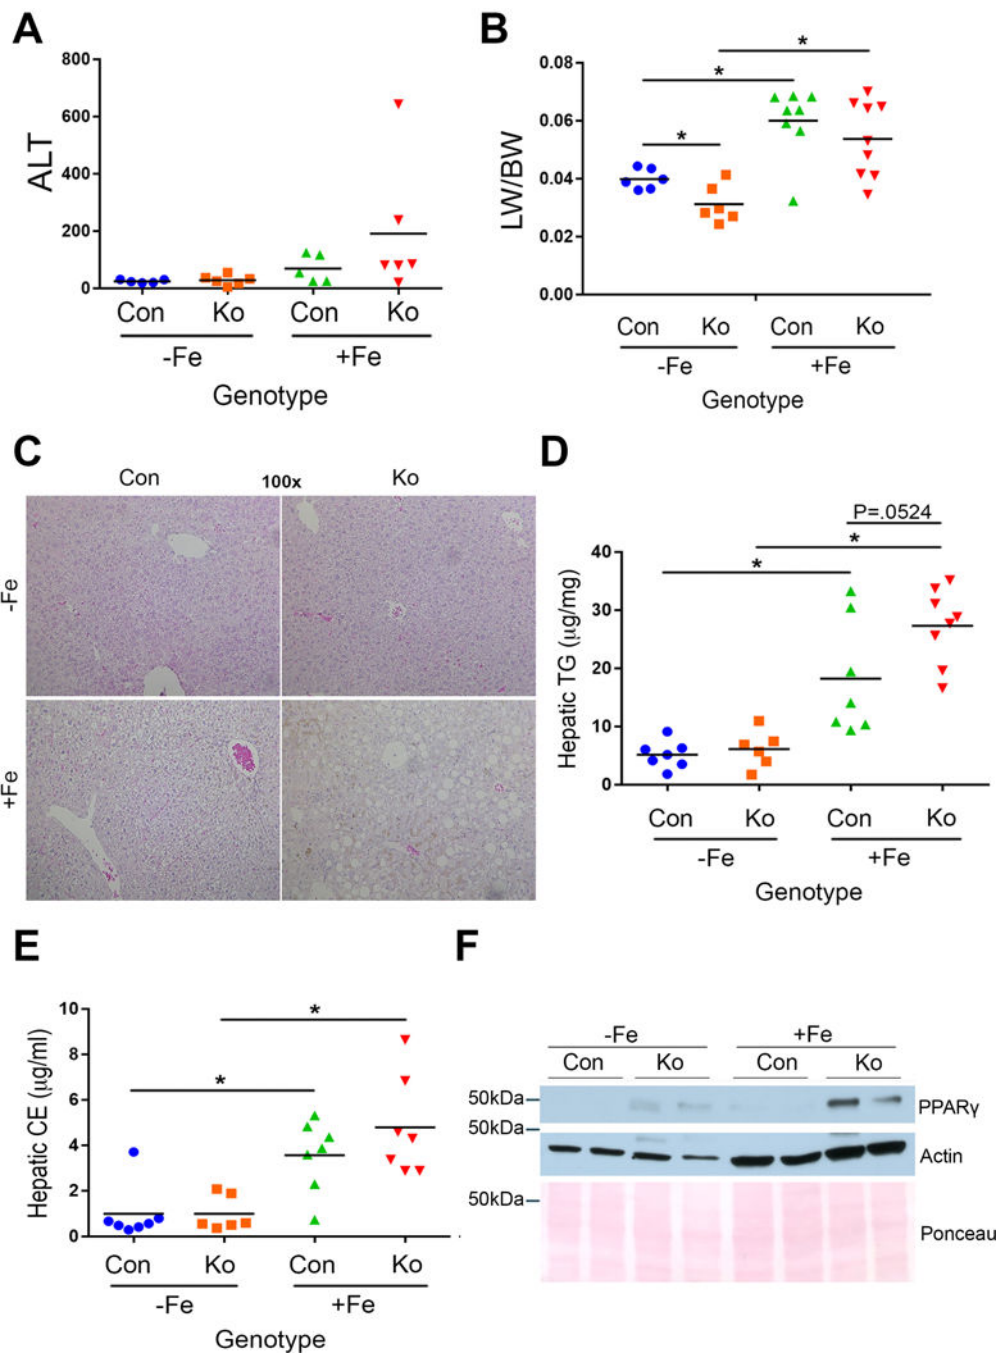 A
ALT
800
600
400
200
0
Con Ko Con Ko
-Fe +Fe
Genotype
B
LW/BW
0.08
0.06
0.04
0.02
0.00
* * *
Con Ko Con Ko
-Fe +Fe
Genotype
C
Con 100x Ko
-Fe
+Fe
D
P=.0524
* *
Hepatic TG (µg/mg)
40
30
20
10
0
Con Ko Con Ko
-Fe +Fe
Genotype
E
Hepatic CE (µg/ml)
10
8
6
4
2
0
* *
Con Ko Con Ko
-Fe +Fe
Genotype
F
-Fe +Fe
Con Ko Con Ko
50kDa PPARγ
50kDa
Actin
50kDa
Ponceau